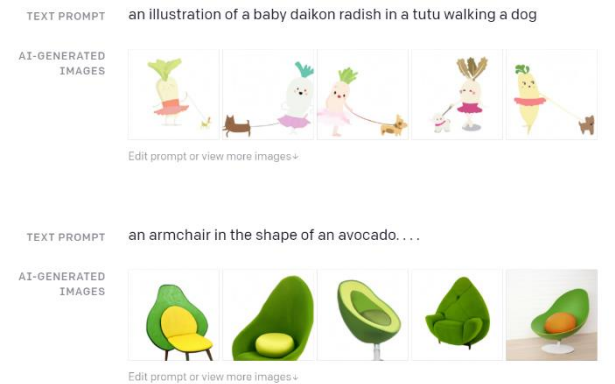 TEXT PROMPT
an illustration of a baby daikon radish in a tutu walking a dog
AI-GENERATED
IMAGES
Edit prompt or view more images↓
TEXT PROMPT
an armchair in the shape of an avocado. . . .
AI-GENERATED
IMAGES
Edit prompt or view more images↓